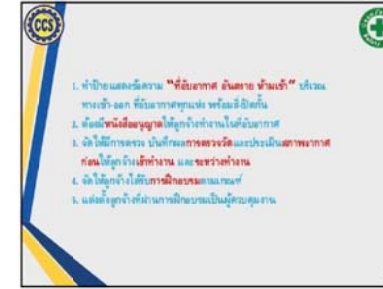 CCS
1. ทำป้ายแสดงข้อความ "ที่อับอากาศ อันตราย ห้ามเข้า" บริเวณ
ทางเข้า-ออก ที่อับอากาศทุกแห่ง พร้อมสิ่งปิดกั้น
2. ต้องมีหนังสืออนุญาตให้ลูกจ้างทำงานในที่อับอากาศ
3. จัดให้มีการตรวจ บันทึกผลการตรวจวัดและประเมินสภาพอากาศ
ก่อนให้ลูกจ้างเข้าทำงาน และระหว่างทำงาน
4. จัดให้ลูกจ้างได้รับการฝึกอบรมตามเกณฑ์
5. แต่งตั้งลูกจ้างที่ผ่านการฝึกอบรมเป็นผู้ควบคุมงาน